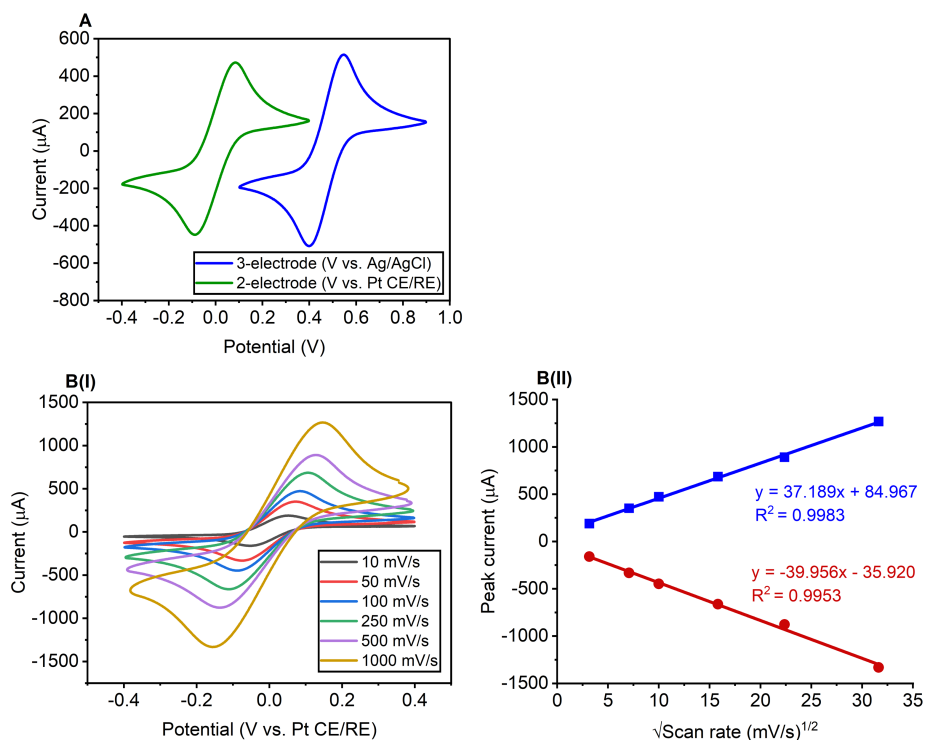 A
600
400
200
0
-200
-400
-600
-800
-0.4 -0.2 0.0 0.2 0.4 0.6 0.8 1.0
Current (μA)
Potential (V)
3-electrode (V vs. Ag/AgCl)
2-electrode (V vs. Pt CE/RE)
B(I)
1500
1000
500
0
-500
-1000
-1500
-0.4 -0.2 0.0 0.2 0.4
Current (μA)
Potential (V vs. Pt CE/RE)
10 mV/s
50 mV/s
100 mV/s
250 mV/s
500 mV/s
1000 mV/s
B(II)
1500
1000
500
0
-500
-1000
-1500
0 5 10 15 20 25 30 35
Peak current (μA)
√Scan rate (mV/s)^1/2
y = 37.189x + 84.967
R² = 0.9983
y = -39.956x - 35.920
R² = 0.9953